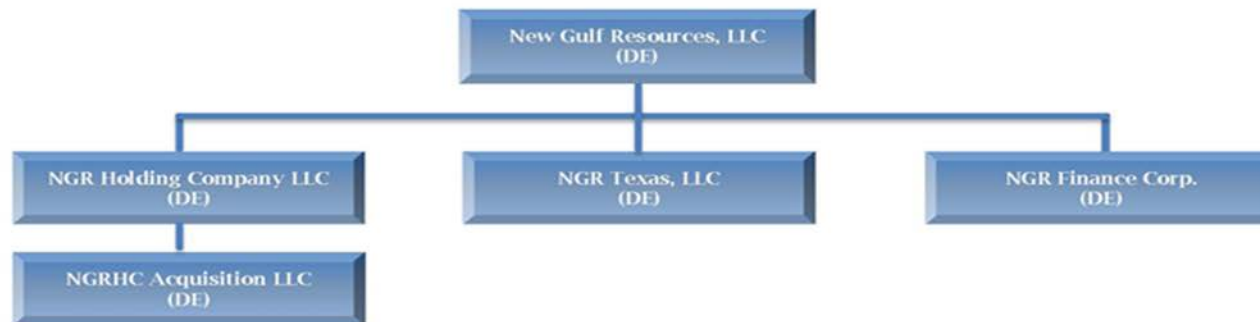 New Gulf Resources, LLC
(DE)
NGR Holding Company LLC
(DE)
NGR Texas, LLC
(DE)
NGR Finance Corp.
(DE)
NGRHC Acquisition LLC
(DE)